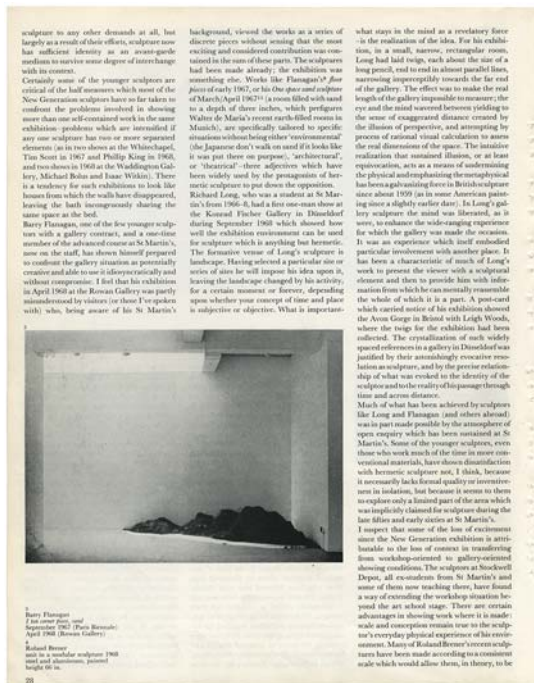 sculpture to any other demands at all, but
largely as a result of their efforts, sculpture now
has sufficient identity as an avant-garde
medium to survive some degree of interchange
with its context.
Certainly some of the younger sculptors are
critical of the half measures which most of the
New Generation sculptors have so far taken to
confront the problems involved in showing
more than one self-contained work in the same
exhibition–problems which are intensified if
any one sculpture has two or more separated
elements (as in two shows at the Whitechapel,
Tim Scott in 1967 and Phillip King in 1968,
and two shows in 1968 at the Waddington Gal-
lery, Michael Bolus and Isaac Witkin). There
is a tendency for such exhibitions to look like
houses from which the walls have disappeared,
leaving the bath incongruously sharing the
same space as the bed.
Barry Flanagan, one of the few younger sculp-
tors with a gallery contract, and a one-time
member of the advanced course at St Martin's,
now on the staff, has shown himself prepared
to confront the gallery situation as potentially
creative and able to use it idiosyncratically and
without compromise. I feel that his exhibition
in April 1968 at the Rowan Gallery was partly
misunderstood by visitors (or those I've spoken
with) who, being aware of his St Martin's
background, viewed the works as a series of
discrete pieces without sensing that the most
exciting and considered contribution was con-
tained in the sum of these parts. The sculptures
had been already made; the exhibition was
something else. Works like Flanagan's four
pieces of early 1967, or his One space sand sculpture
of March/April 1967 (a room filled with sand
to a depth of three inches, which prefigures
Walter de Maria's recent earth-filled rooms in
Munich), are specifically tailored to specific
situations without being either 'environmental'
(the Japanese don't walk on sand if it looks like
it was put there on purpose), 'architectural',
or 'theatrical'–three adjectives which have
been widely used by the protagonists of her-
metic sculpture to put down the opposition.
Richard Long, who was a student at St Mar-
tin's from 1966–8, had a first one-man show at
the Konrad Fischer Gallery in Düsseldorf
during September 1968 which showed how
well the exhibition environment can be used
for sculpture which is anything but hermetic.
The formative venue of Long's sculpture is
landscape. Having selected a particular site or
series of sites he will impose his idea upon it,
leaving the landscape changed by his activity,
for a certain moment or forever, depending
upon whether your concept of time and place
is subjective or objective. What is important–
what stays in the mind as a revelatory force
–is the realization of the idea. For his exhibi-
tion, in a small, narrow, rectangular room,
Long had laid twigs, each about the size of a
long pencil, end to end in almost parallel lines,
narrowing imperceptibly towards the far end
of the gallery. The effect was to make the real
length of the gallery impossible to measure; the
eye and the mind wavered between yielding to
the sense of exaggerated distance created by
the illusion of perspective, and attempting by
process of rational visual calculation to assess
the real dimensions of the space. The intuitive
realization that sustained illusion, or at least
equivocation, acts as a means of undermining
the physical and emphasizing the metaphysical
has been a galvanizing force in British sculpture
since about 1959 (as in some American paint-
ing since a slightly earlier date). In Long's gal-
lery sculpture the mind was liberated, as it
were, to enhance the wide-ranging experience
for which the gallery was made the occasion.
It was an experience which itself embodied
particular involvement with another place. It
has been a characteristic of much of Long's
work to present the viewer with a sculptural
element and then to provide him with infor-
mation from which he can mentally reassemble
the whole of which it is a part. A post-card
which carried notice of his exhibition showed
the Avon Gorge in Bristol with Leigh Woods,
where the twigs for the exhibition had been
collected. The crystallization of such widely
spaced references in a gallery in Düsseldorf was
justified by their astonishingly evocative reso-
lution as sculpture, and by the precise relation-
ship of what was evoked to the identity of the
sculptor and to the reality of his passage through
time and across distance.
Much of what has been achieved by sculptors
like Long and Flanagan (and others abroad)
was in part made possible by the atmosphere of
open enquiry which has been sustained at St
Martin's. Some of the younger sculptors, even
those who work much of the time in more con-
ventional materials, have shown dissatisfaction
with hermetic sculpture not, I think, because
it necessarily lacks formal quality or inventive-
ness in isolation, but because it seems to them
to explore only a limited part of the area which
was implicitly claimed for sculpture during the
late fifties and early sixties at St Martin's.
I suspect that some of the loss of excitement
since the New Generation exhibition is attri-
butable to the loss of context in transferring
from workshop-oriented to gallery-oriented
showing conditions. The sculptors at Stockwell
Depot, all ex-students from St Martin's and
some of them now teaching there, have found
a way of extending the workshop situation be-
yond the art school stage. There are certain
advantages in showing work where it is made:
scale and conception remain true to the sculp-
tor's everyday physical experience of his envir-
onment. Many of Roland Brener's recent sculp-
tures have been made according to a consistent
scale which would allow them, in theory, to be
Barry Flanagan
1 ton corner piece, sand
September 1967 (Paris Biennale)
April 1968 (Rowan Gallery)
Roland Brener
unit in a modular sculpture 1968
steel and aluminum, painted
height 66 in.
28